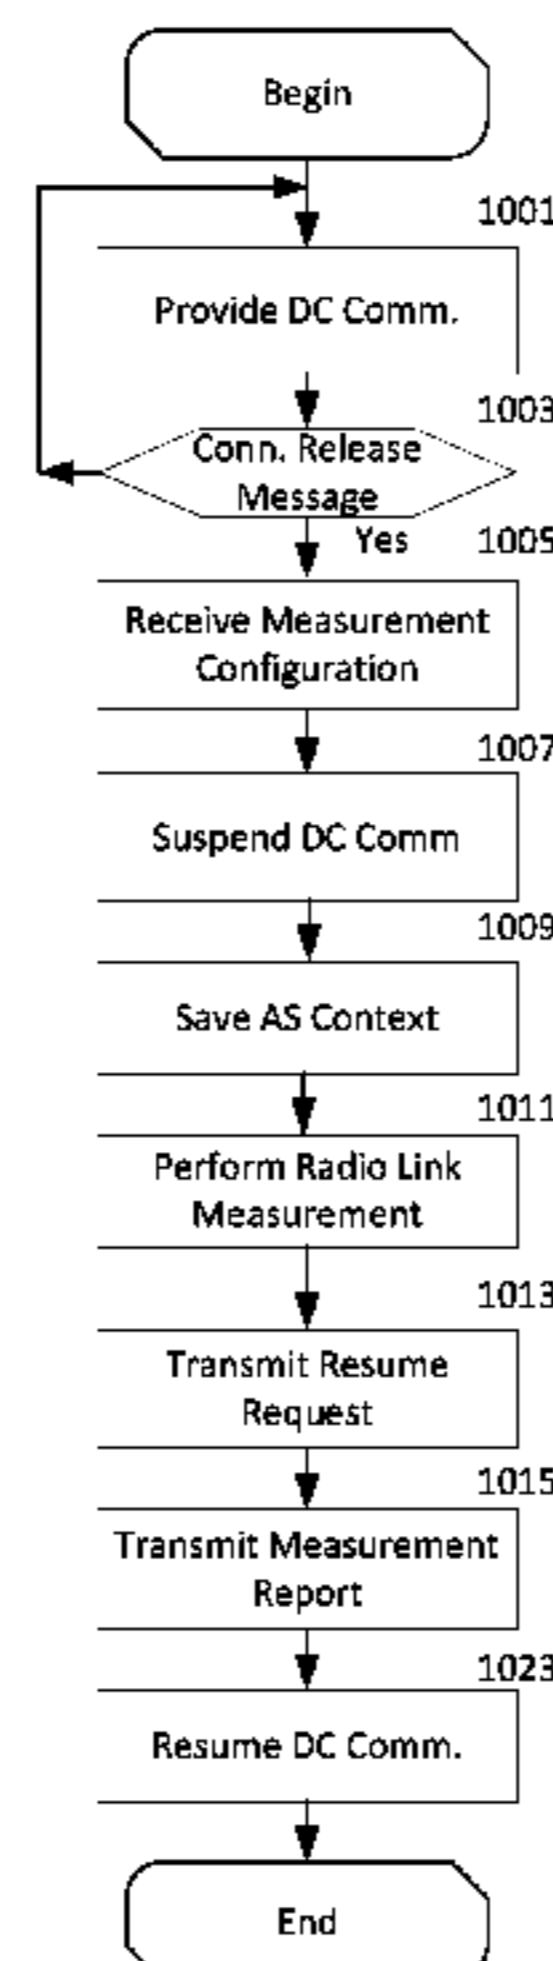 Begin
1001
Provide DC Comm.
1003
Conn. Release
Message
Yes
1005
Receive Measurement
Configuration
1007
Suspend DC Comm
1009
Save AS Context
1011
Perform Radio Link
Measurement
1013
Transmit Resume
Request
1015
Transmit Measurement
Report
1023
Resume DC Comm.
End